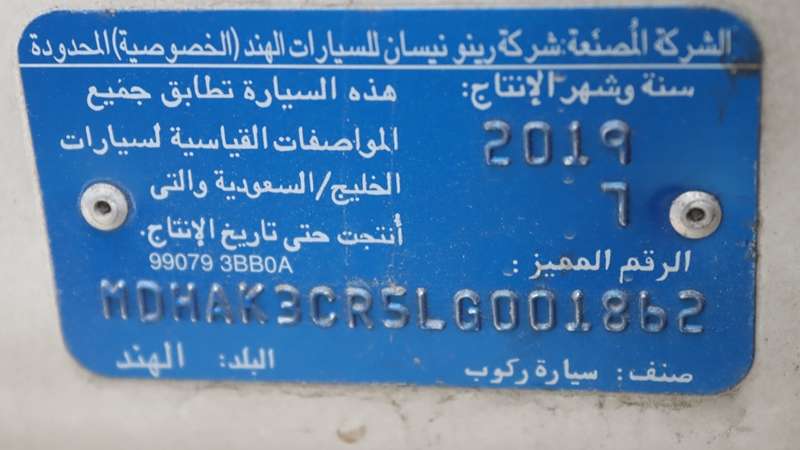 الشركة المُصنعة: شركة رينو نيسان للسيارات الهند (الخصوصية) المحدودة
سنة وشهر الإنتاج:
2019
7
هذه السيارة تطابق جميع
المواصفات القياسية لسيارات
الخليج/السعودية والتى
أُنتجت حتى تاريخ الإنتاج.
99079 3BB0A
الرقم المميز:
MDHAK3CR5LG001862
صنف: سيارة ركوب
البلد: الهند